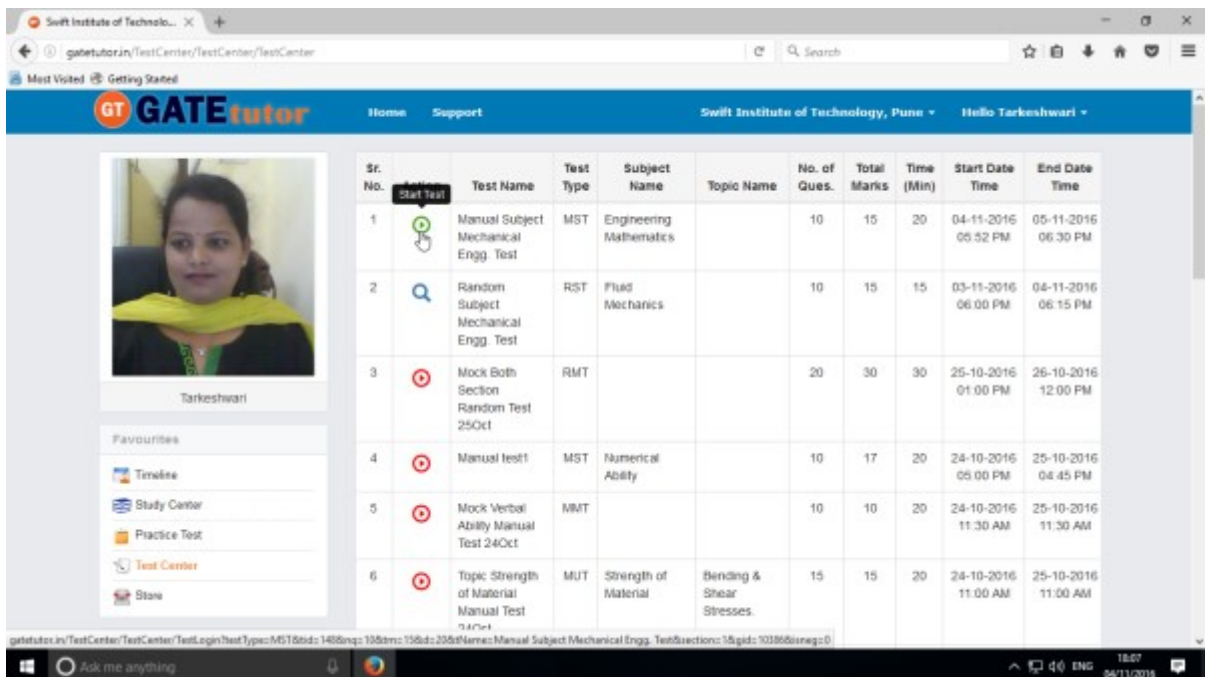 Swift Institute of Technolo...
gatetutor.in/TestCenter/TestCenter/TestCenter
Search
Most Visited Getting Started
GT GATEtutor Home Support Swift Institute of Technology, Pune Hello Tarkeshwari
Sr. No. Action Test Name Test Type Subject Name Topic Name No. of Ques. Total Marks Time (Min) Start Date Time End Date Time
Start Test
1 Manual Subject Mechanical Engg. Test MST Engineering Mathematics 10 15 20 04-11-2016 05:52 PM 05-11-2016 06:30 PM
2 Random Subject Mechanical Engg. Test RST Fluid Mechanics 10 15 15 03-11-2016 06:00 PM 04-11-2016 06:15 PM
3 Mock Both Section Random Test 25Oct RMT 20 30 30 25-10-2016 01:00 PM 26-10-2016 12:00 PM
4 Manual test1 MST Numerical Ability 10 17 20 24-10-2016 05:00 PM 25-10-2016 04:45 PM
5 Mock Verbal Ability Manual Test 24Oct MMT 10 10 20 24-10-2016 11:30 AM 25-10-2016 11:30 AM
6 Topic Strength of Material Manual Test 24Oct MUT Strength of Material Bending & Shear Stresses. 15 15 20 24-10-2016 11:00 AM 25-10-2016 11:00 AM
Tarkeshwari
Favourites
Timeline
Study Center
Practice Test
Test Center
Store
Ask me anything
ENG
18:07
04/11/2016